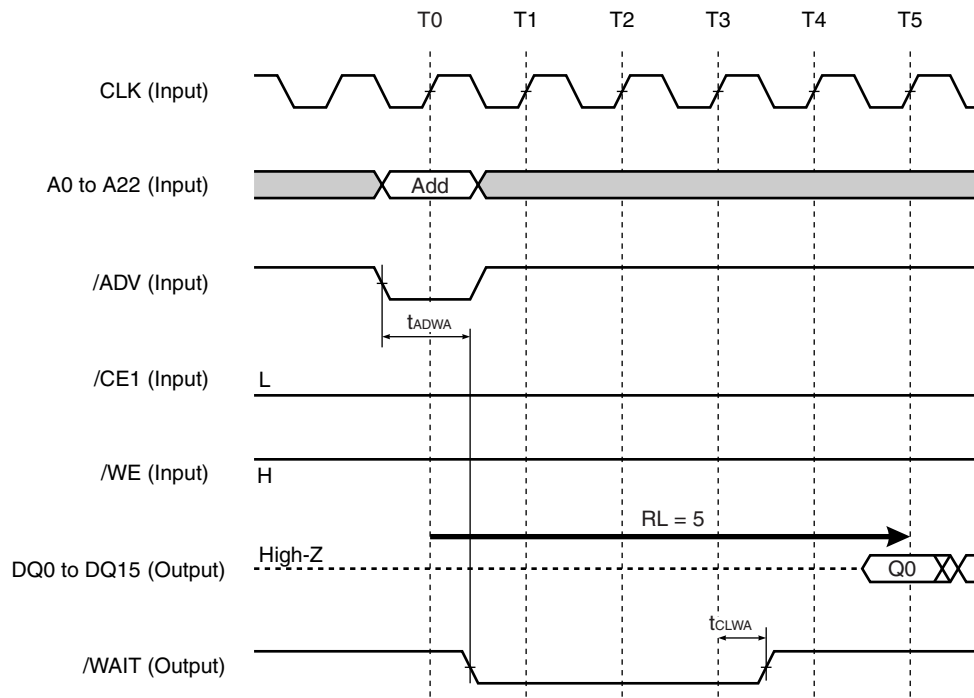 T0 T1 T2 T3 T4 T5
CLK (Input)
A0 to A22 (Input) Add
/ADV (Input)
tADWA
/CE1 (Input) L
/WE (Input) H
RL = 5
High-Z
DQ0 to DQ15 (Output) Q0
tCLWA
/WAIT (Output)